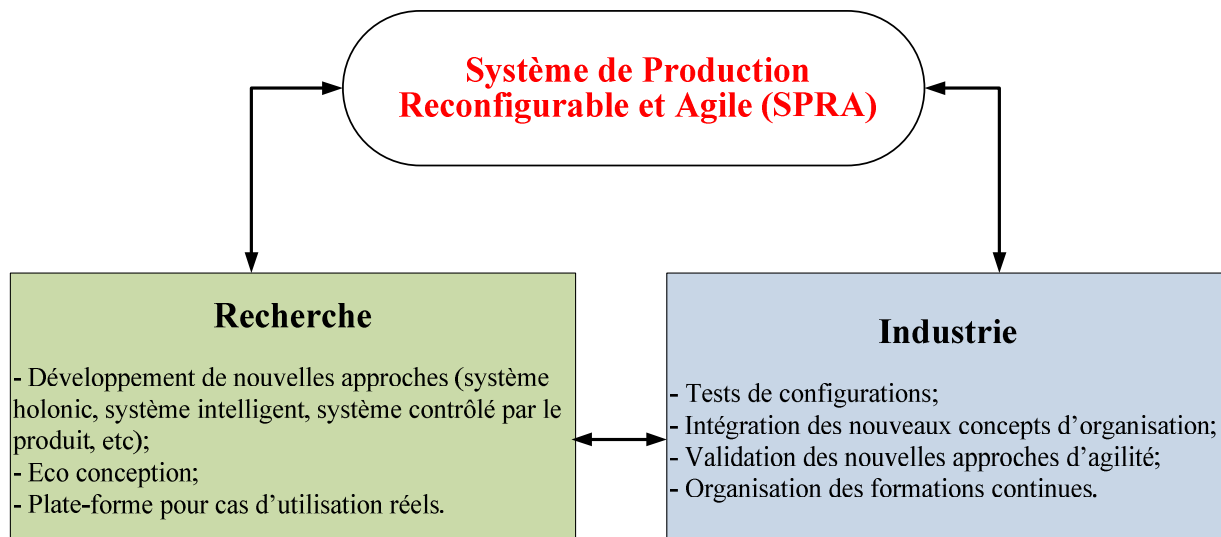 Système de Production
Reconfigurable et Agile (SPRA)
Recherche
- Développement de nouvelles approches (système
holonic, système intelligent, système contrôlé par le
produit, etc);
- Eco conception;
- Plate-forme pour cas d’utilisation réels.
Industrie
- Tests de configurations;
- Intégration des nouveaux concepts d’organisation;
- Validation des nouvelles approches d’agilité;
- Organisation des formations continues.